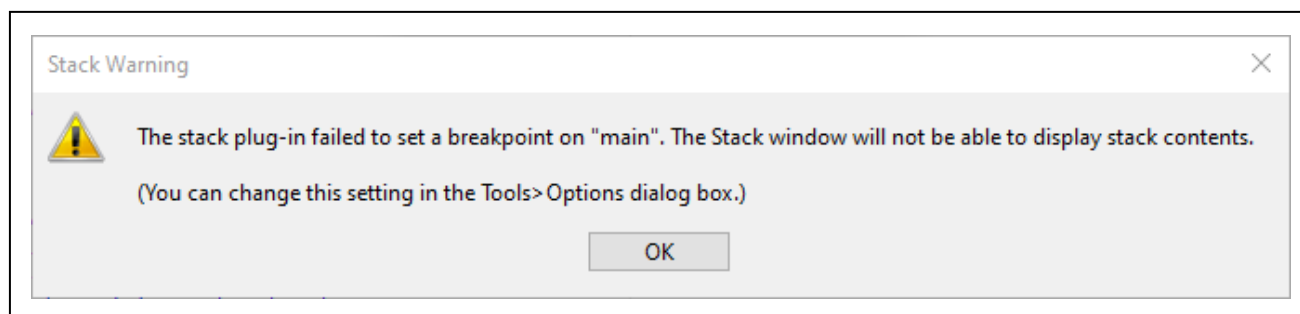 Stack Warning
The stack plug-in failed to set a breakpoint on "main". The Stack window will not be able to display stack contents.
(You can change this setting in the Tools>Options dialog box.)
OK